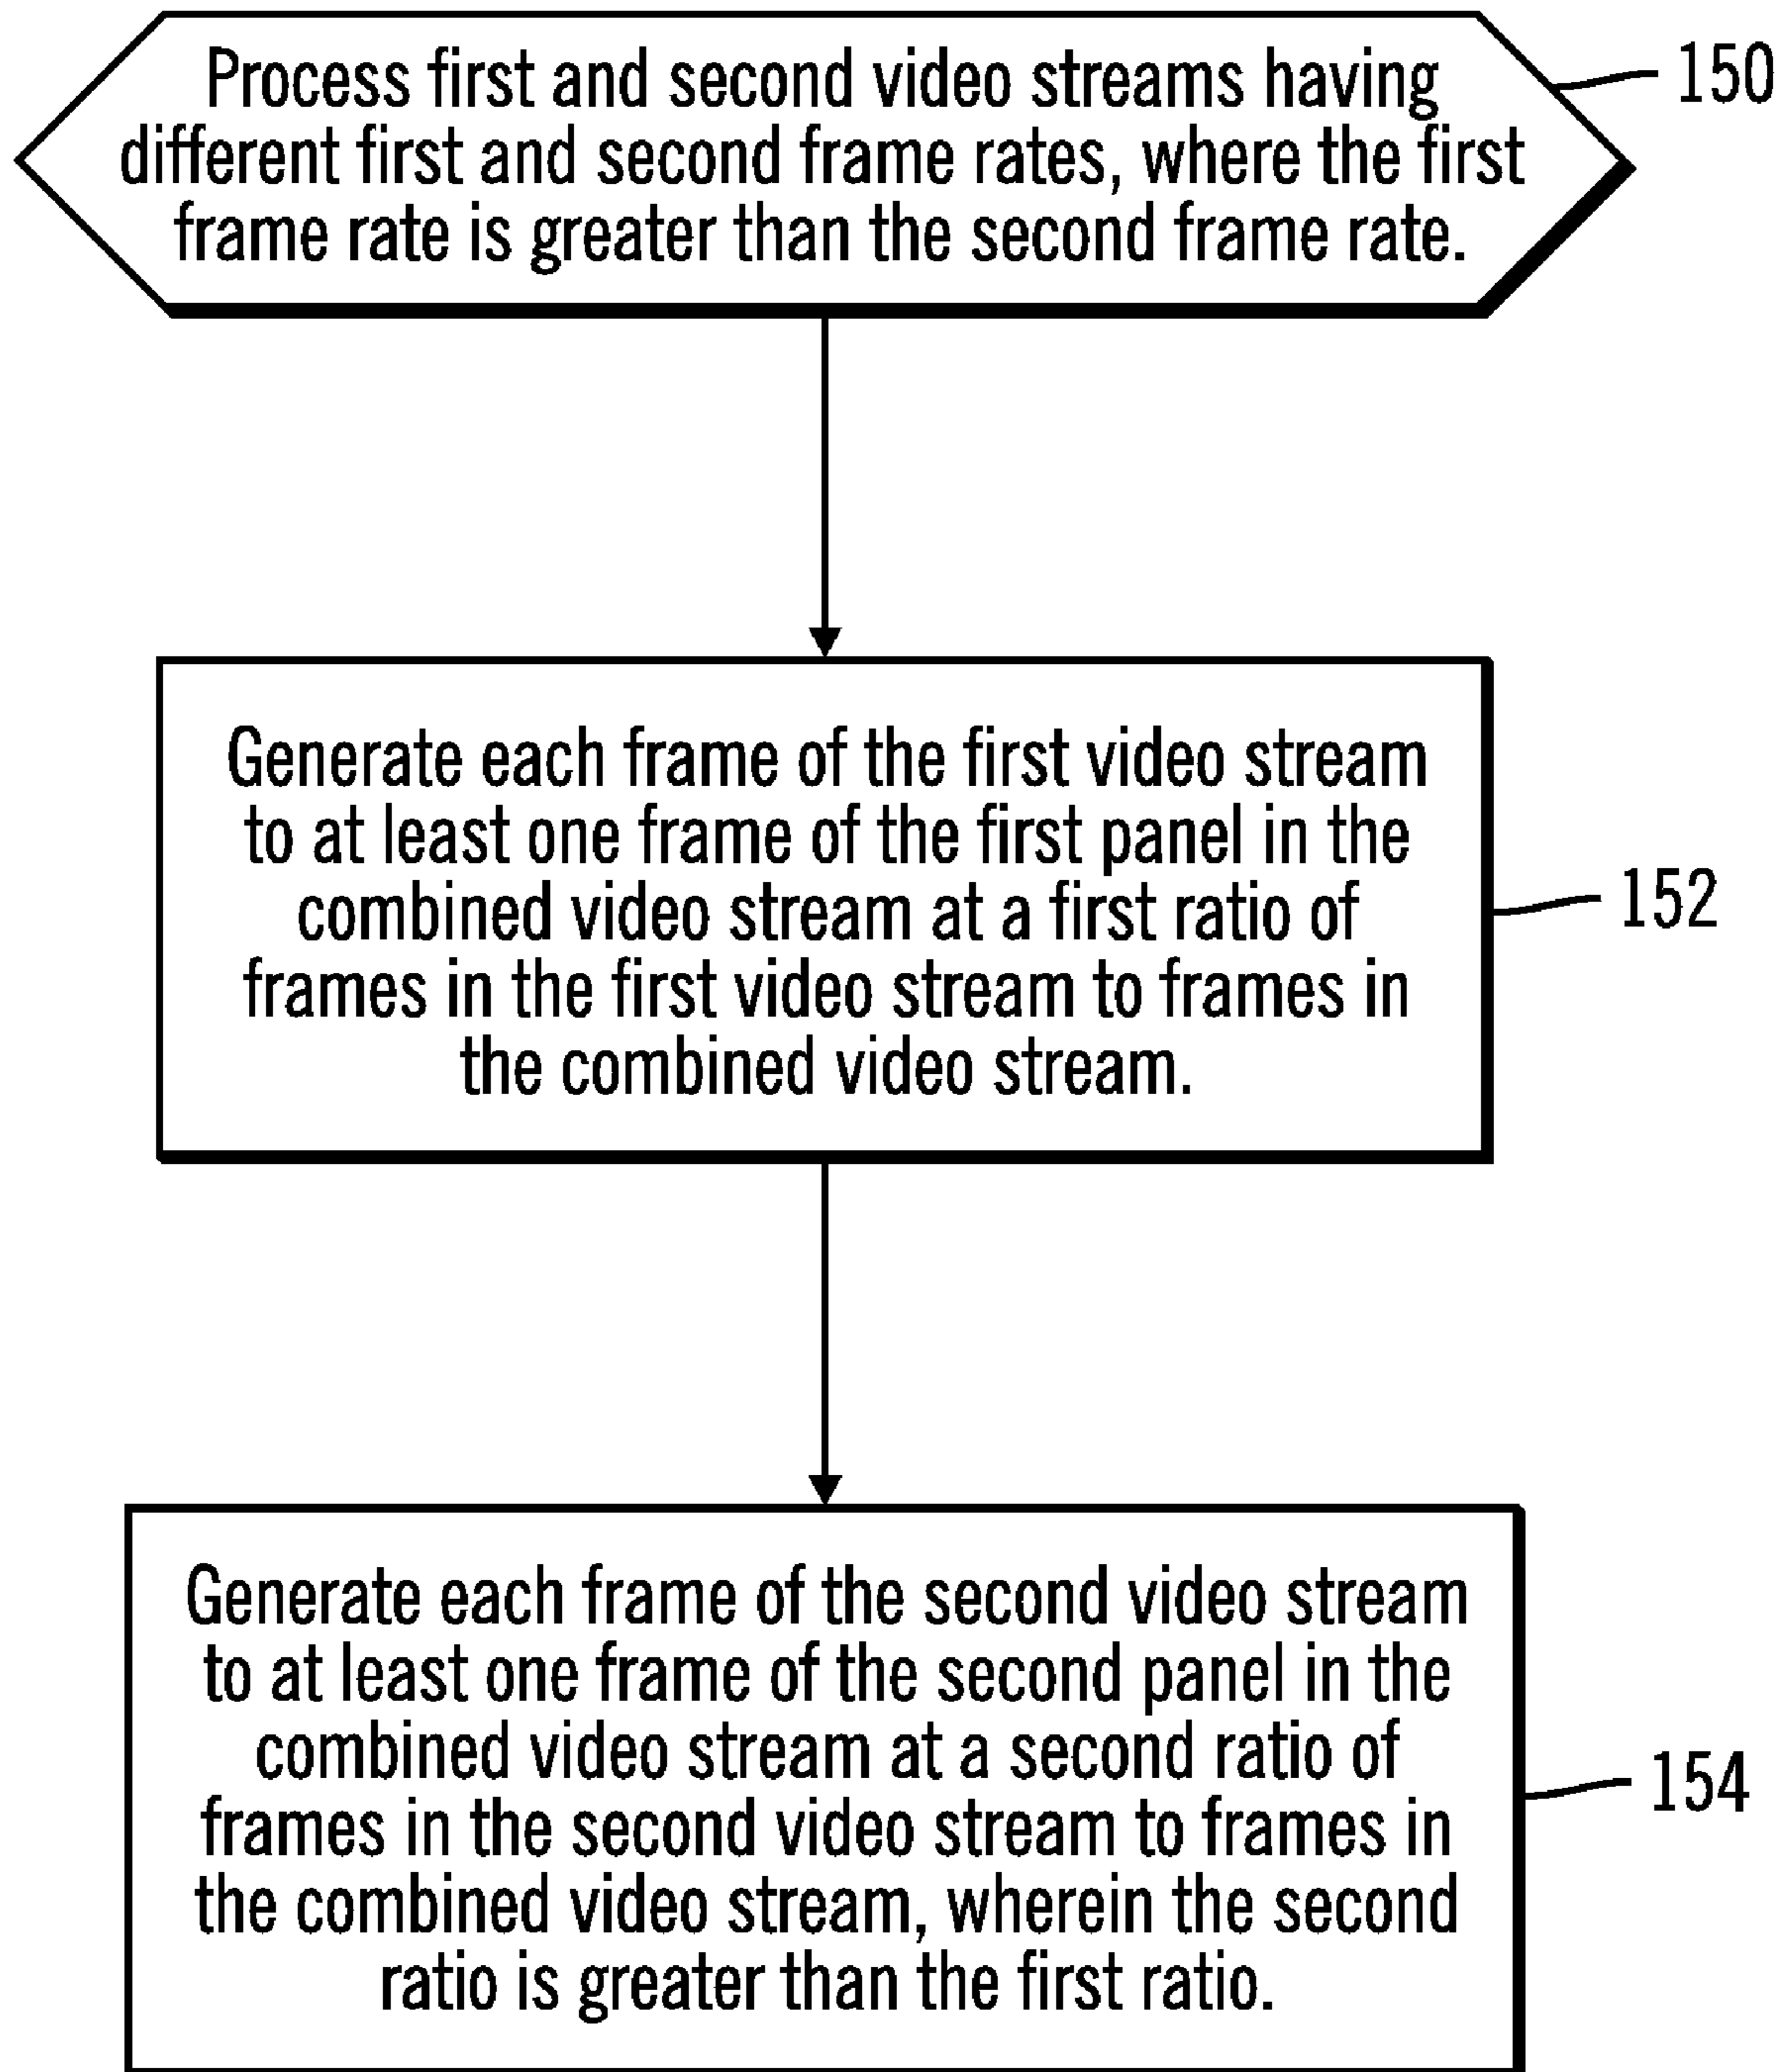 Process first and second video streams having
different first and second frame rates, where the first
frame rate is greater than the second frame rate.
150
Generate each frame of the first video stream
to at least one frame of the first panel in the
combined video stream at a first ratio of
frames in the first video stream to frames in
the combined video stream.
152
Generate each frame of the second video stream
to at least one frame of the second panel in the
combined video stream at a second ratio of
frames in the second video stream to frames in
the combined video stream, wherein the second
ratio is greater than the first ratio.
154